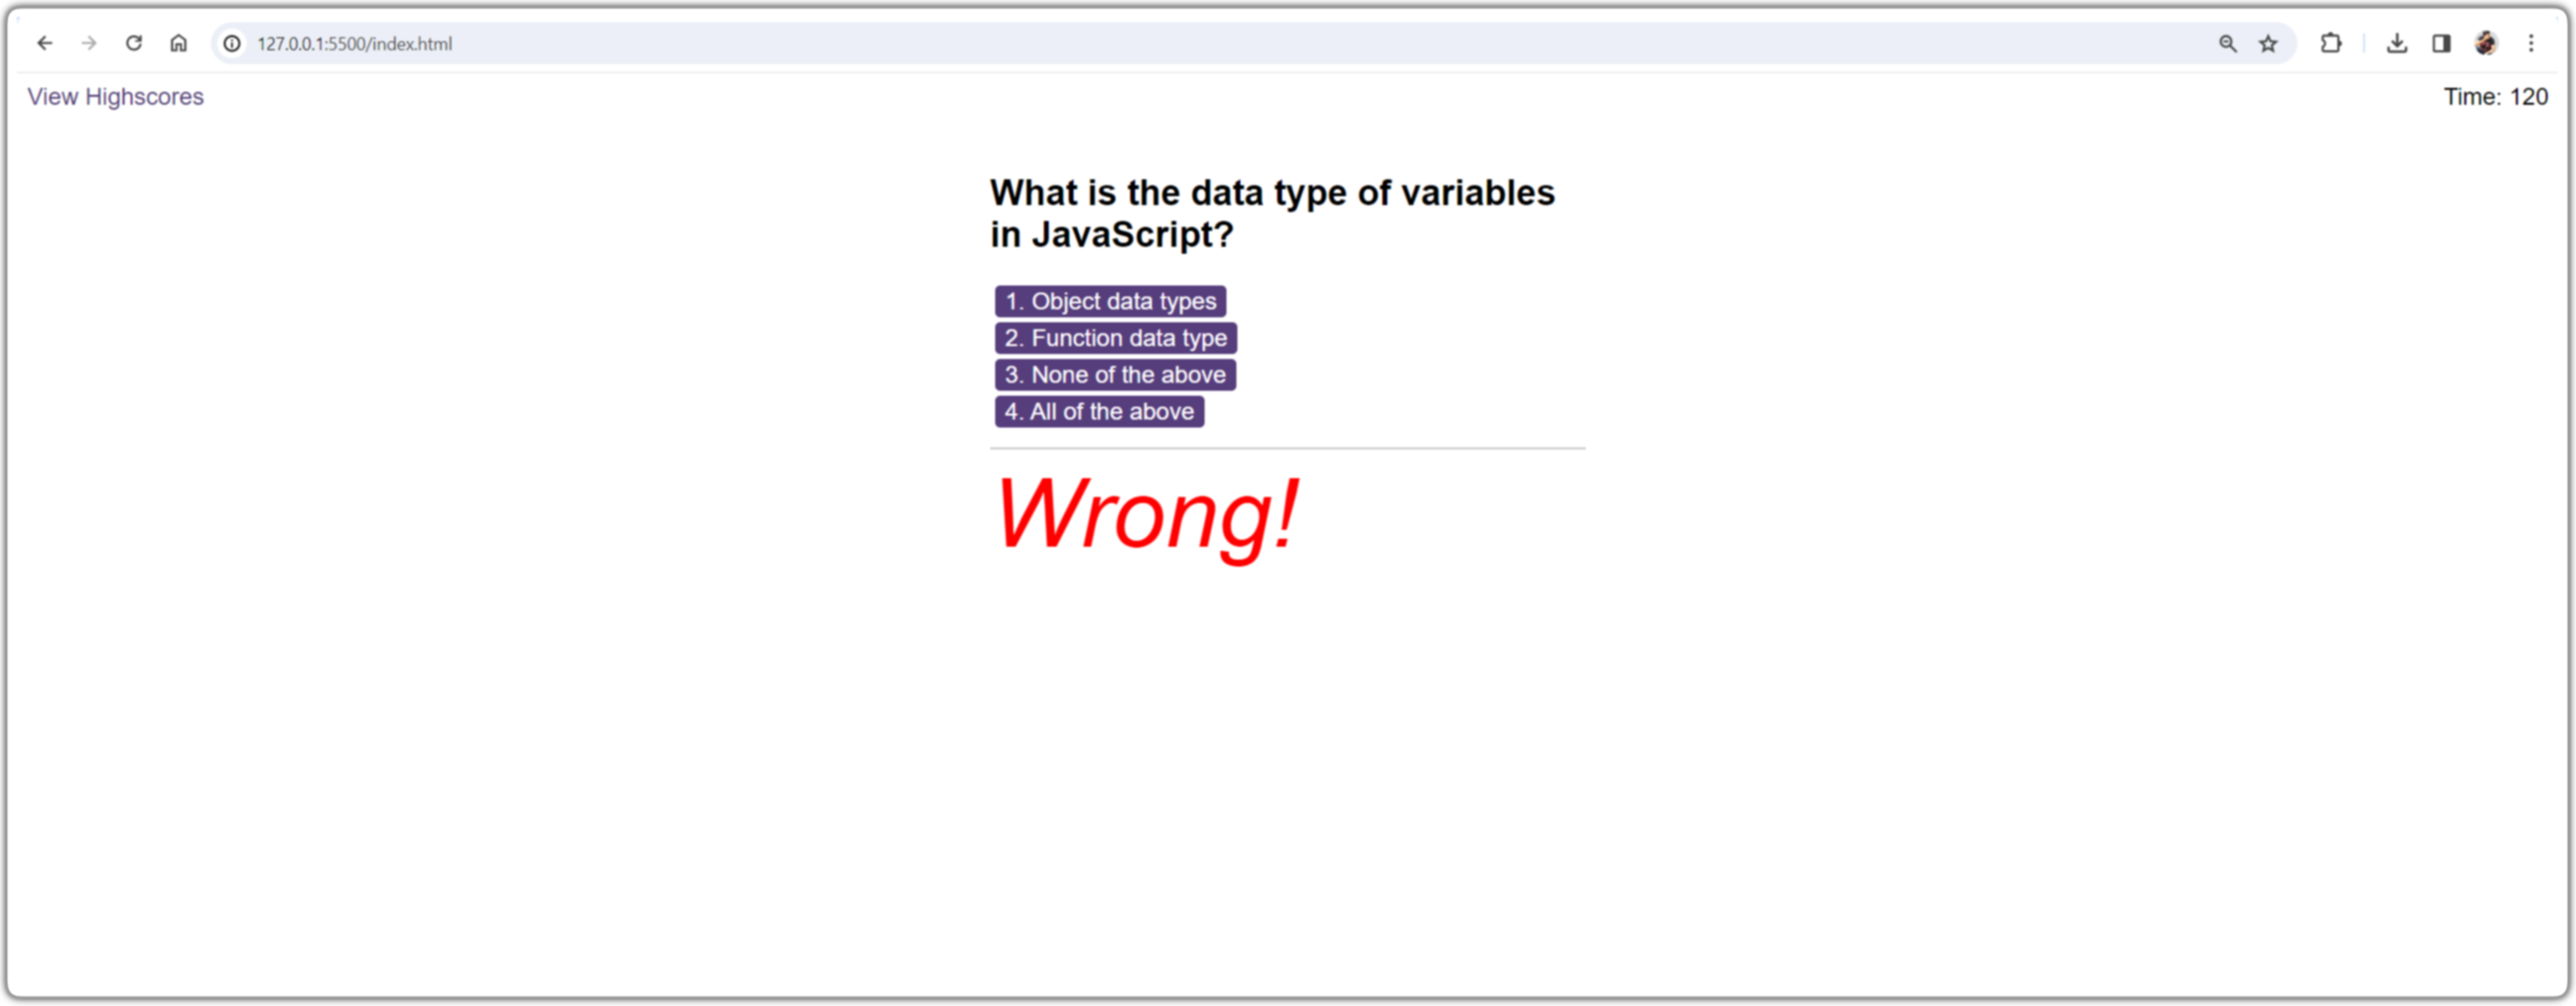 127.0.0.1:5500/index.html
View Highscores
Time: 120
What is the data type of variables
in JavaScript?
1. Object data types
2. Function data type
3. None of the above
4. All of the above
Wrong!